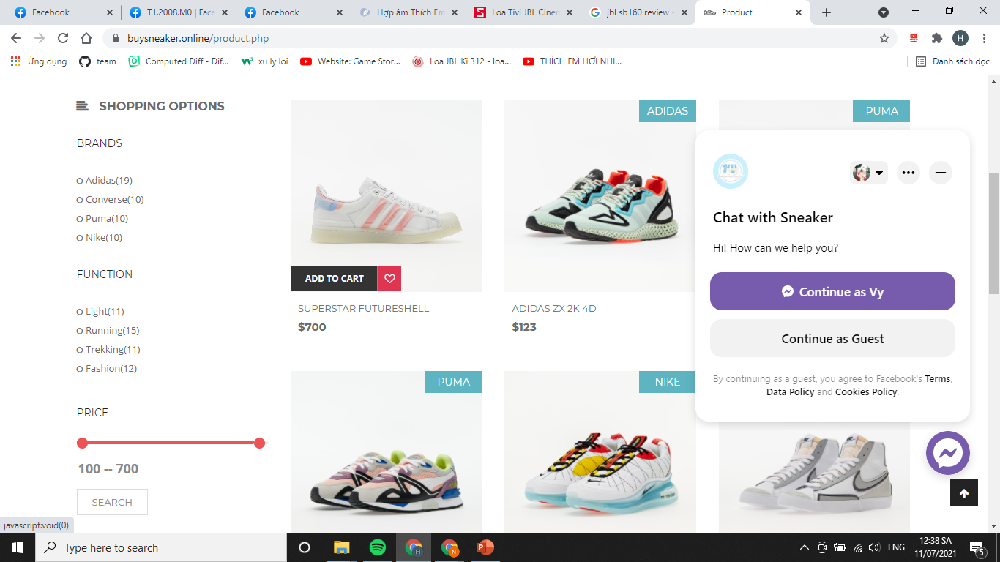 Facebook
T1.2008.M0 | Face
Facebook
Hợp âm Thích Em
Loa Tivi JBL Cinem
jbl sb160 review -
Product
buysneaker.online/product.php
H
Ứng dụng
team
Computed Diff - Dif...
xu ly loi
Website: Game Stor...
Loa JBL Ki 312 - loa...
THÍCH EM HƠI NHI...
Danh sách đọc
SHOPPING OPTIONS
BRANDS
Adidas(19)
Converse(10)
Puma(10)
Nike(10)
FUNCTION
Light(11)
Running(15)
Trekking(11)
Fashion(12)
PRICE
100 -- 700
SEARCH
ADD TO CART
SUPERSTAR FUTURESHELL
$700
ADIDAS
ADIDAS ZX 2K 4D
$123
PUMA
PUMA
NIKE
Chat with Sneaker
Hi! How can we help you?
Continue as Vy
Continue as Guest
By continuing as a guest, you agree to Facebook's Terms,
Data Policy and Cookies Policy.
javascript:void(0)
Type here to search
H
N
P
ENG
12:38 SA
11/07/2021
5